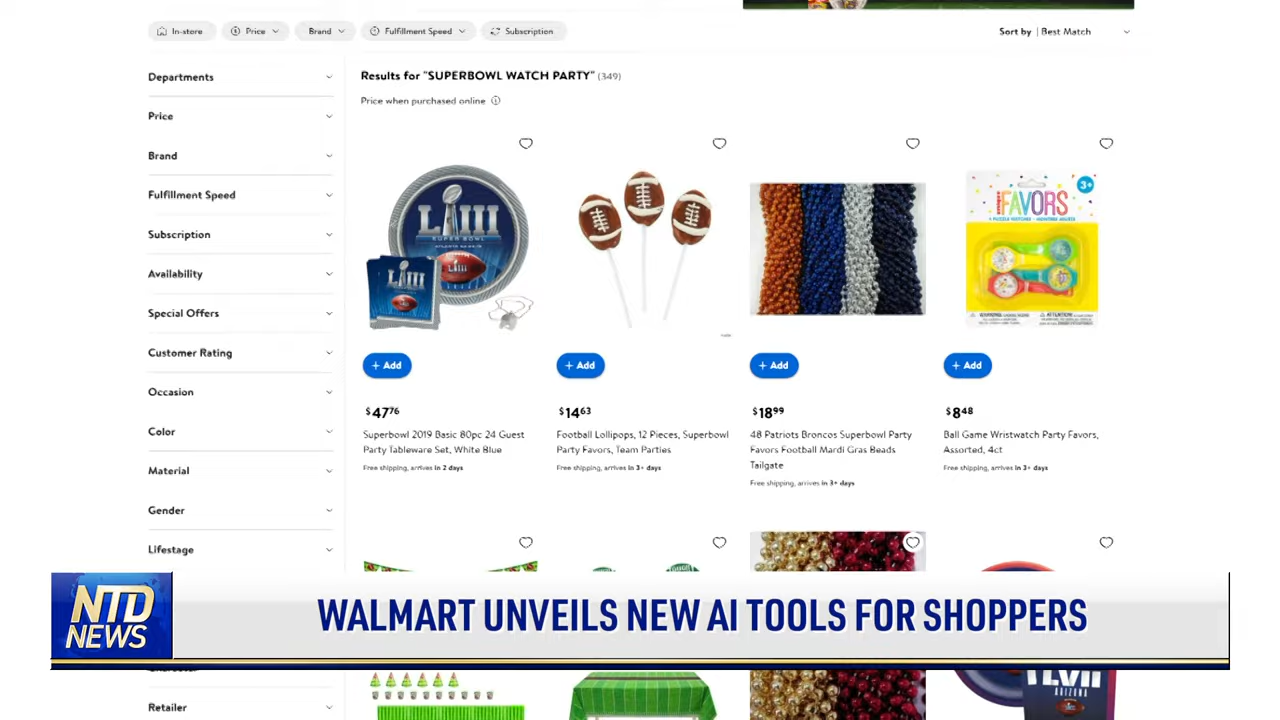 In-store
Price
Brand
Fulfillment Speed
Subscription
Sort by | Best Match
Departments
Price
Brand
Fulfillment Speed
Subscription
Availability
Special Offers
Customer Rating
Occasion
Color
Material
Gender
Lifestage
Retailer
Results for "SUPERBOWL WATCH PARTY" (349)
Price when purchased online
LIII
SUPER BOWL
LIII
3+
FAVORS
+ Add
+ Add
+ Add
+ Add
$47 76
$14 63
$18 99
$8 48
Superbowl 2019 Basic 80pc 24 Guest
Party Tableware Set, White Blue
Free shipping, arrives in 2 days
Football Lollipops, 12 Pieces, Superbowl
Party Favors, Team Parties
Free shipping, arrives in 3+ days
48 Patriots Broncos Superbowl Party
Favors Football Mardi Gras Beads
Tailgate
Free shipping, arrives in 3+ days
Ball Game Wristwatch Party Favors,
Assorted, 4ct
Free shipping, arrives in 3+ days
NTD
NEWS
WALMART UNVEILS NEW AI TOOLS FOR SHOPPERS
LVII
ARIZONA